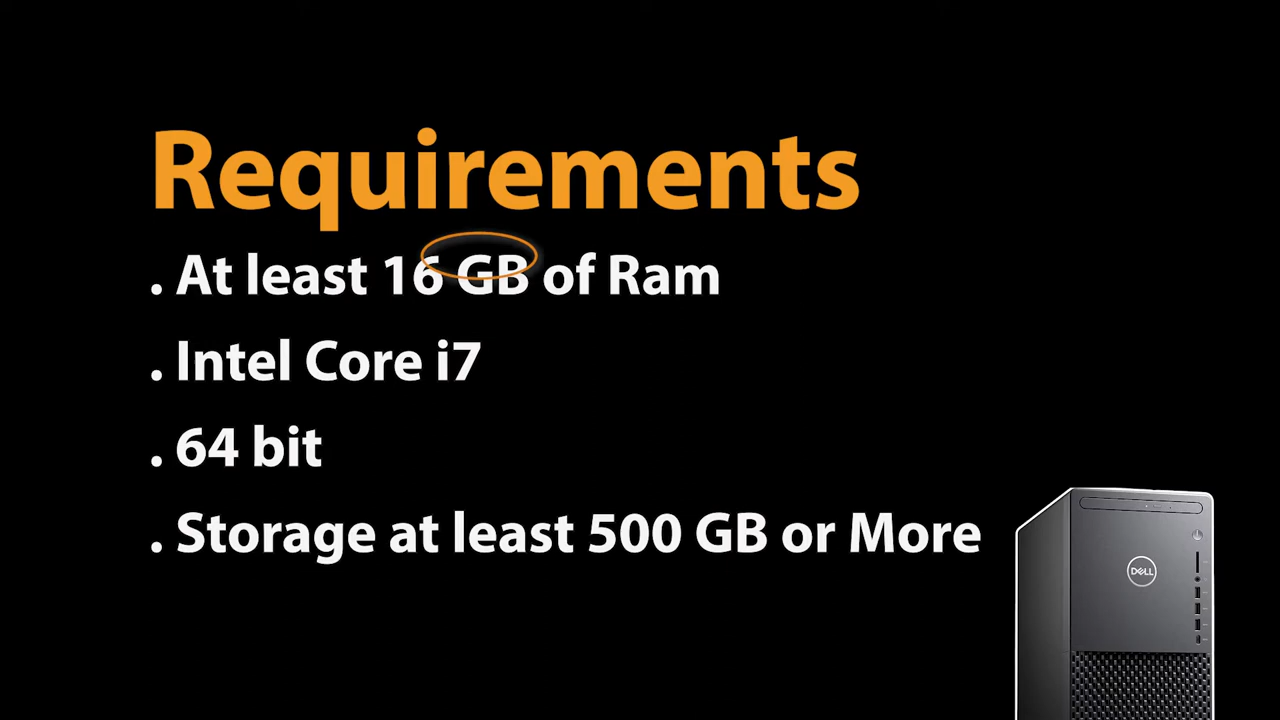 Requirements
. At least 16 GB of Ram
. Intel Core i7
. 64 bit
. Storage at least 500 GB or More
DELL